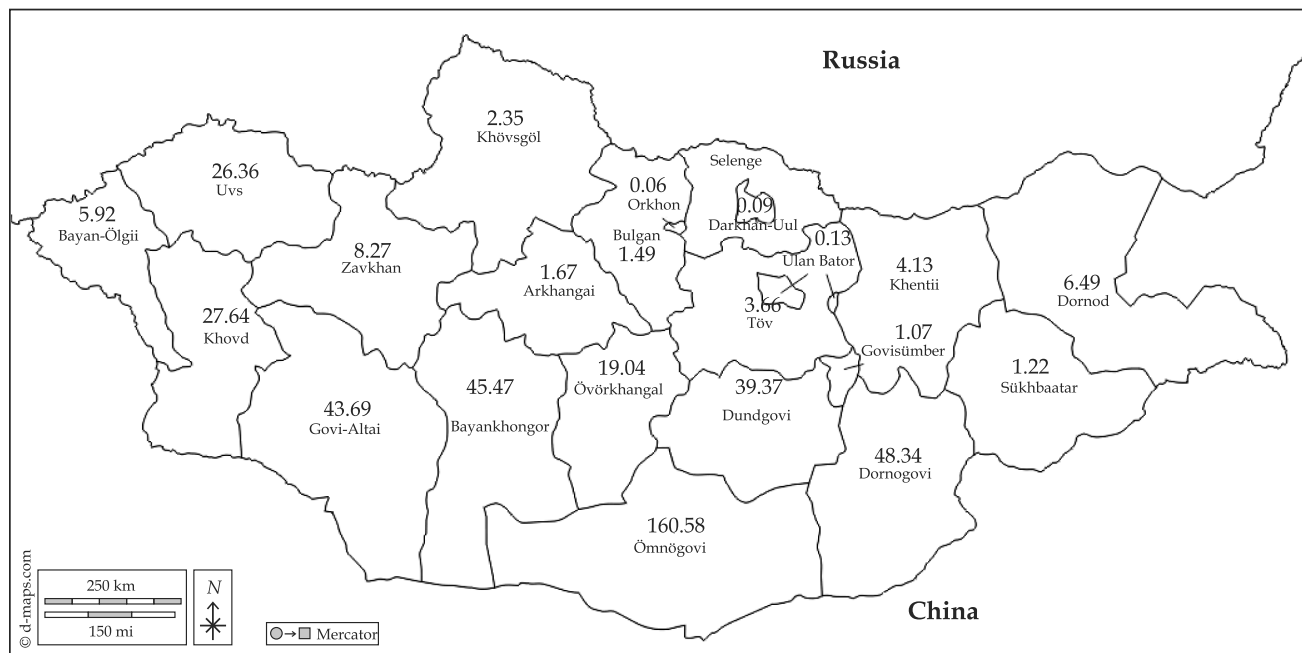 Russia
2.35
Khövsgöl
Selenge
26.36
Uvs
0.06
Orkhon
0.09
Darkhan-Uul
5.92
Bayan-Ölgii
Bulgan
1.49
0.13
Ulan Bator
8.27
Zavkhan
1.67
Arkhangai
4.13
Khentii
6.49
Dornod
27.64
Khovd
3.66
Töv
1.07
Govisümber
19.04
Övörkhangal
1.22
Sükhbaatar
45.47
Bayankhongor
39.37
Dundgovi
43.69
Govi-Altai
48.34
Dornogovi
160.58
Ömnögovi
China
© d-maps.com
250 km
150 mi
N
Mercator